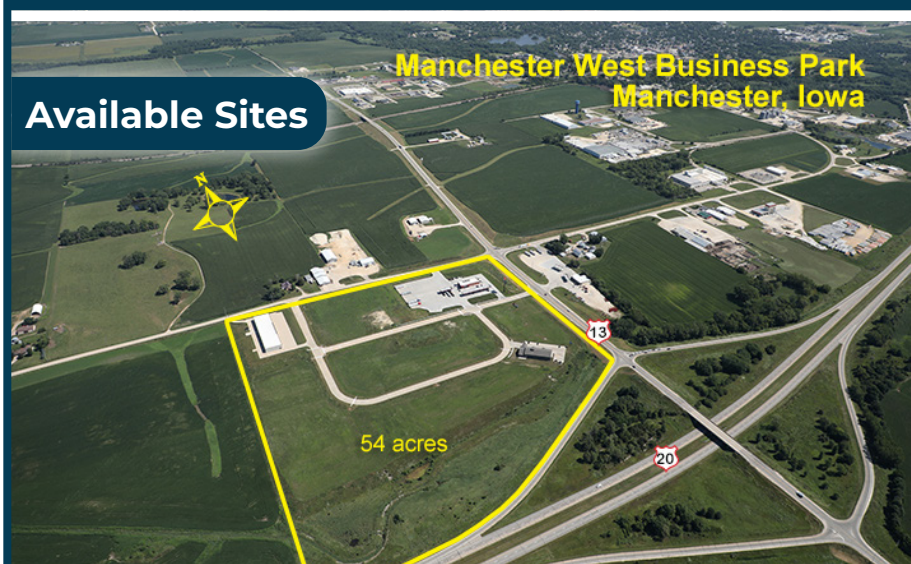 Manchester West Business Park
Manchester, Iowa
Available Sites
N
13
54 acres
20